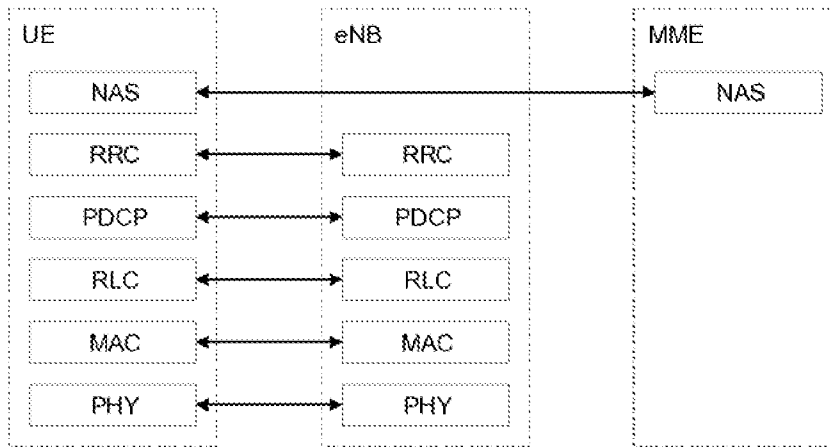 UE eNB MME
NAS NAS
RRC RRC
PDCP PDCP
RLC RLC
MAC MAC
PHY PHY